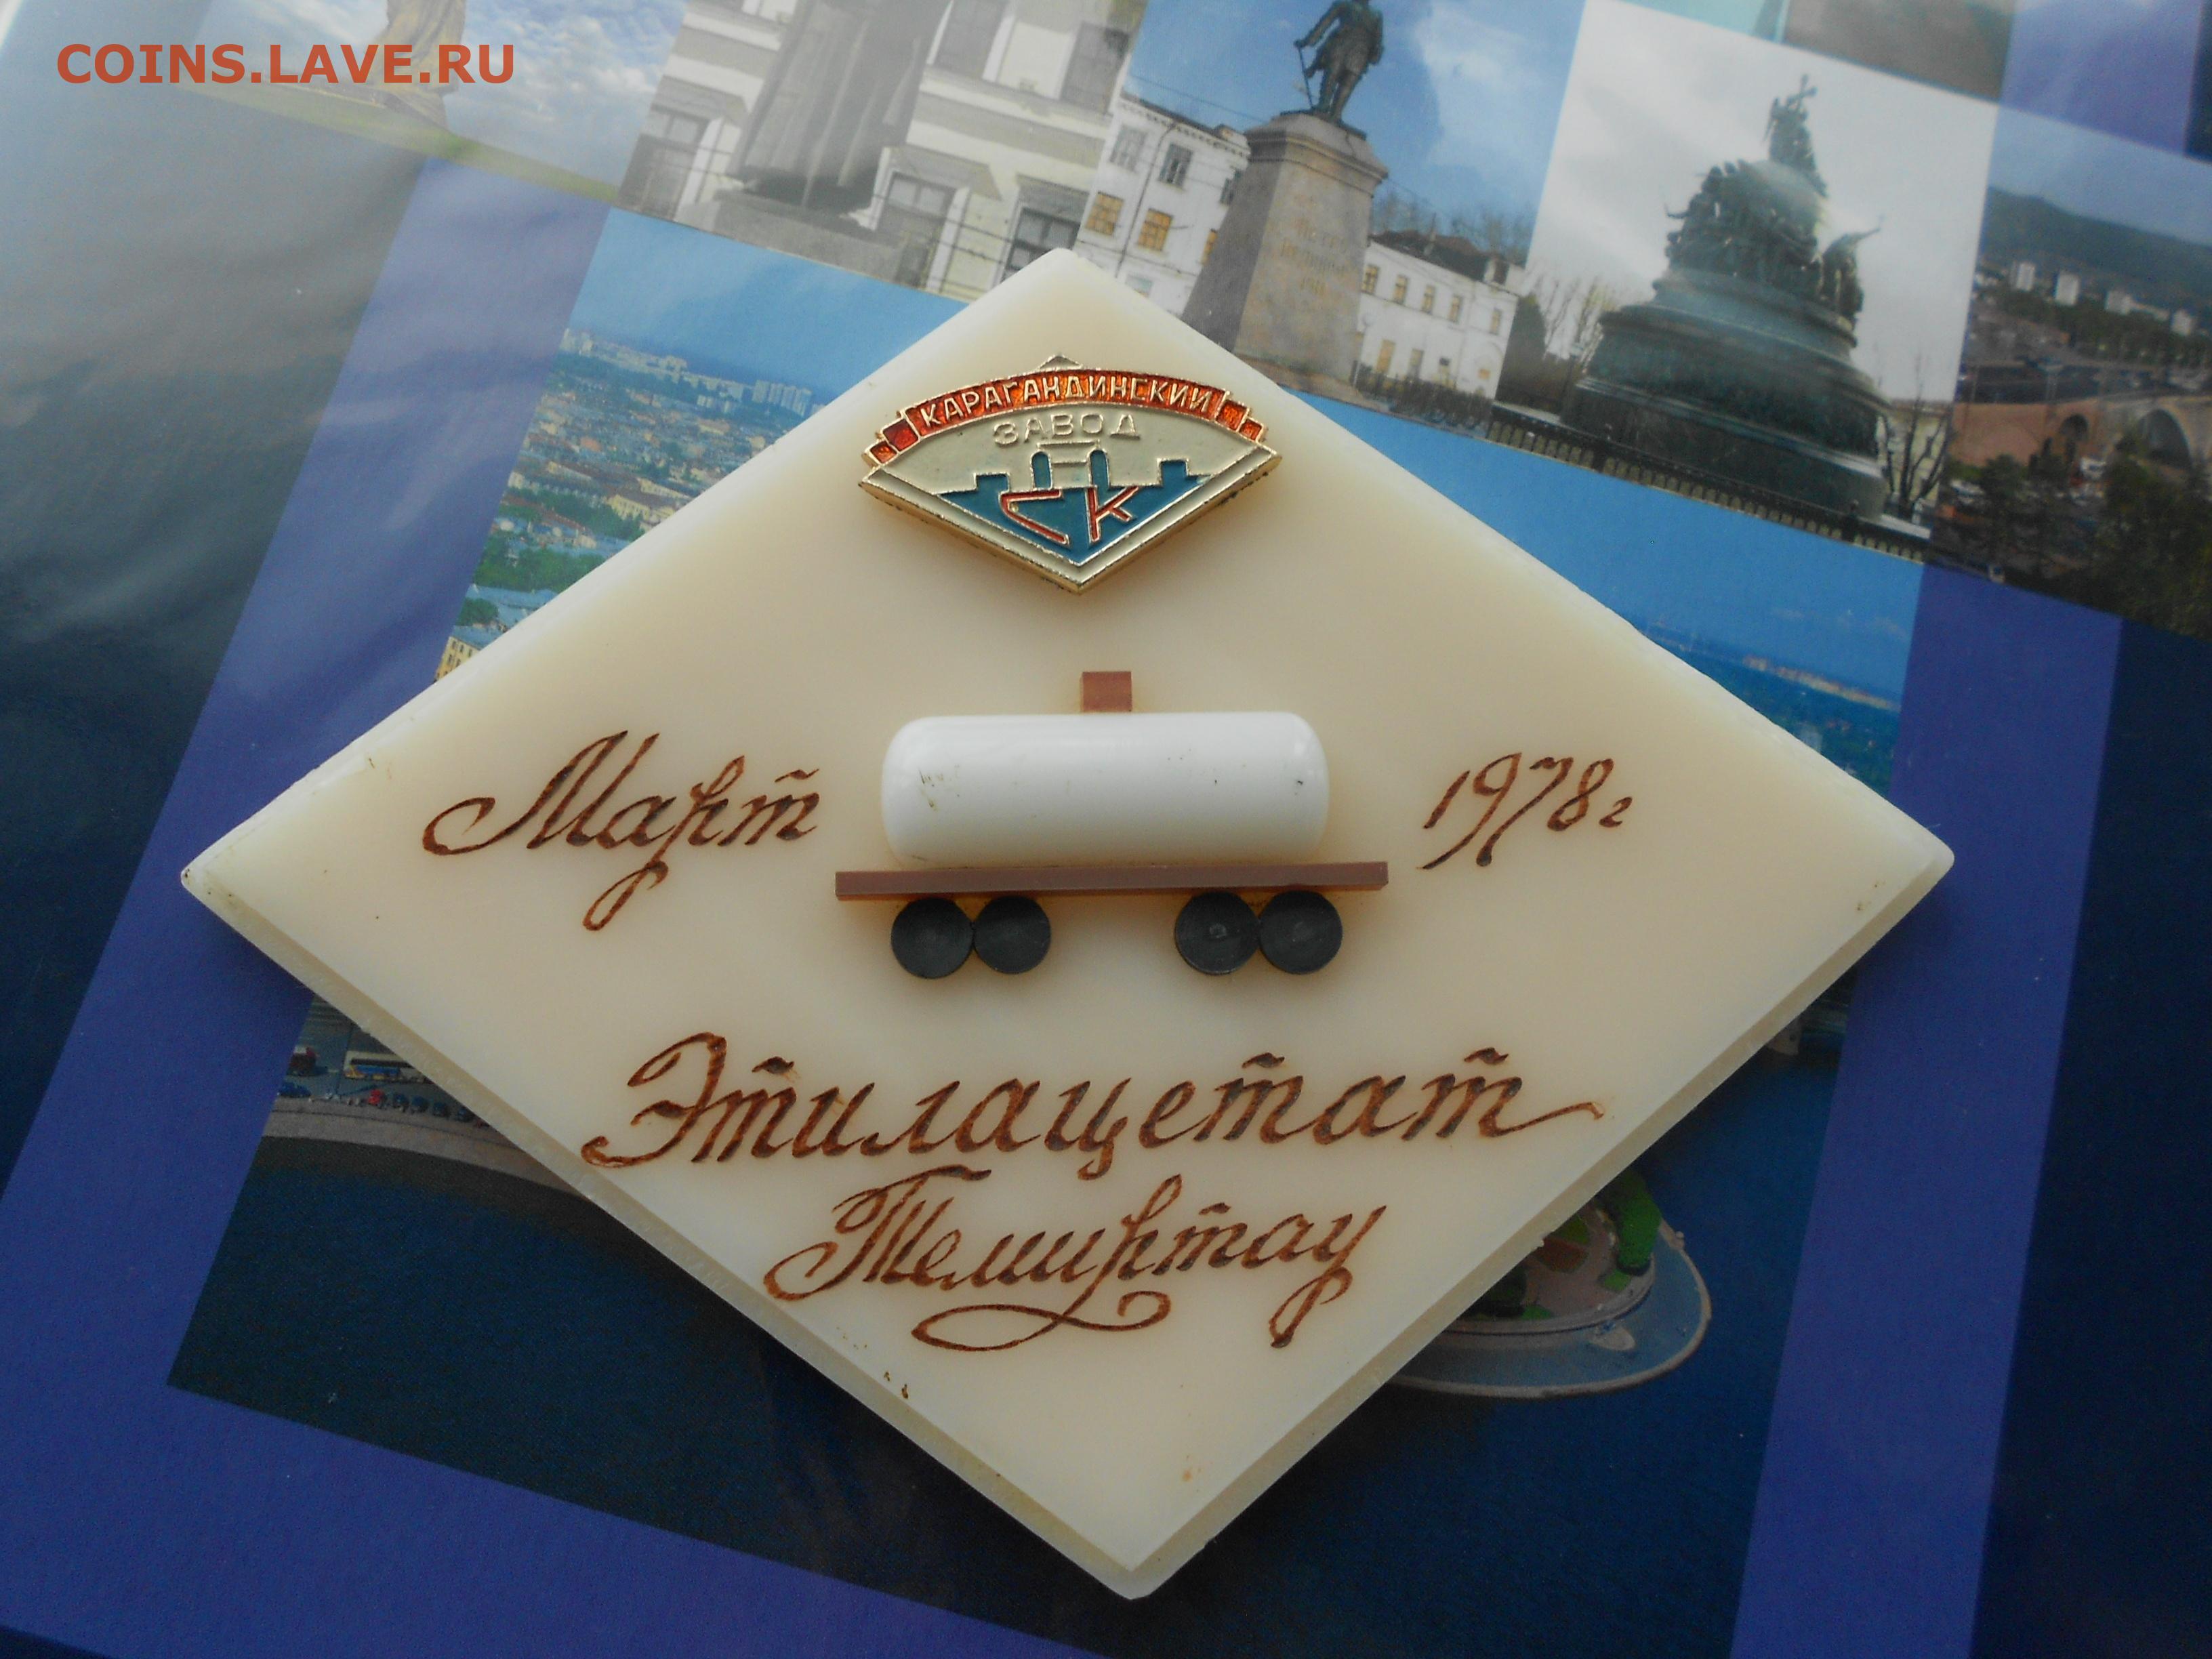 COINS.LAVE.RU
КАРАГАНДИНСКИЙ
ЗАВОД
СК
Март 1978г
Этилацетат
Темиртау